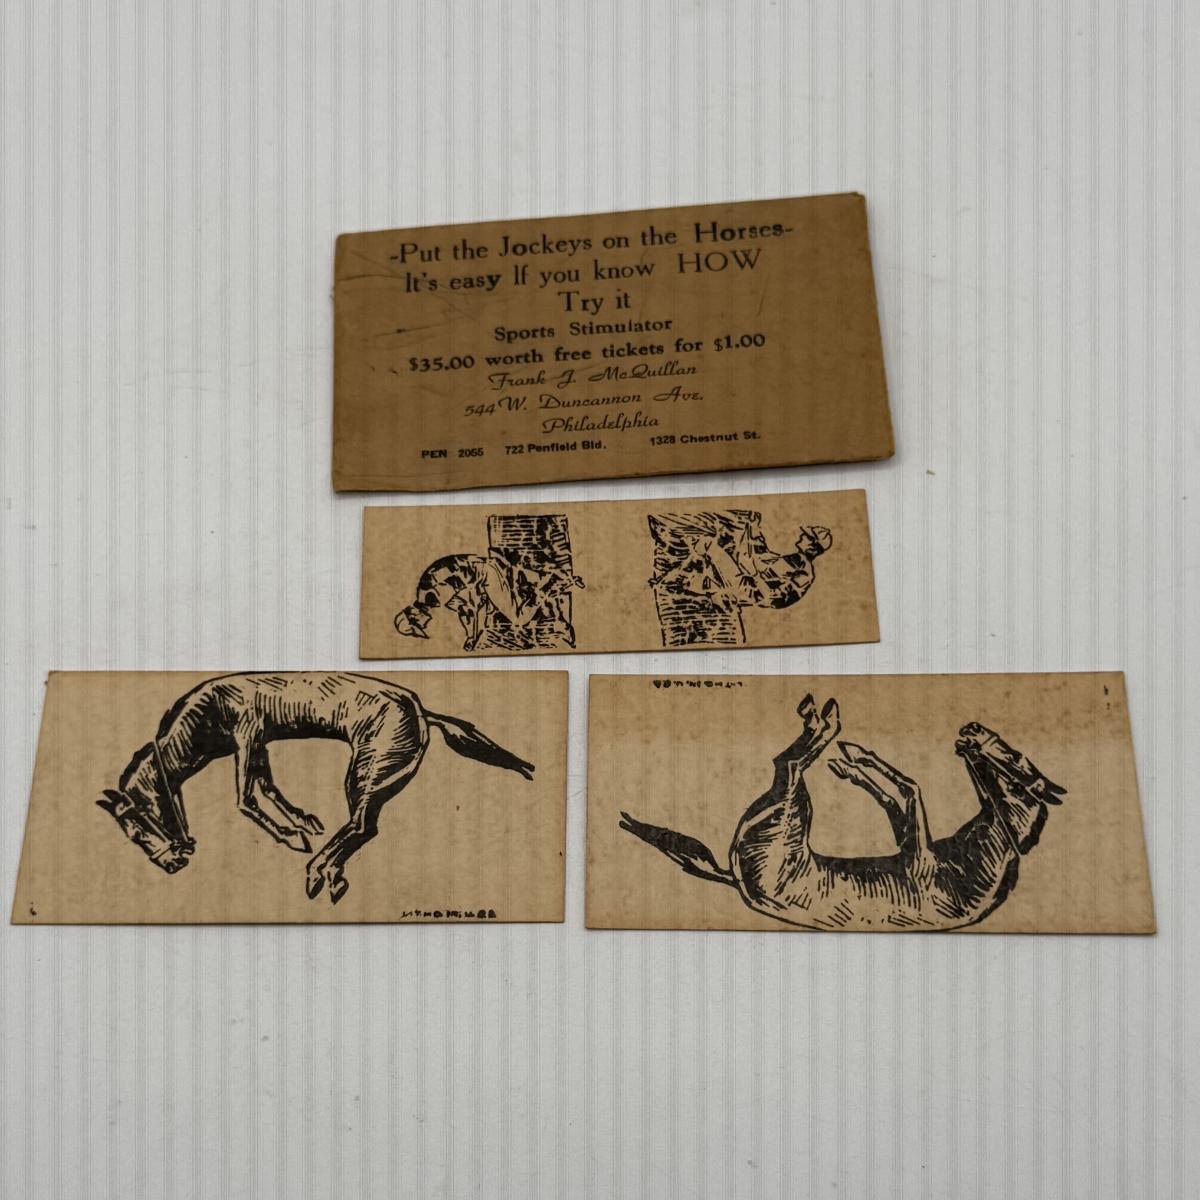 -Put the Jockeys on the Horses-
It's easy If you know HOW
Try it
Sports Stimulator
$35.00 worth free tickets for $1.00
Frank J. McQuillan
544 W. Duncannon Ave.
Philadelphia
PEN 2055 722 Penfield Bld. 1328 Chestnut St.